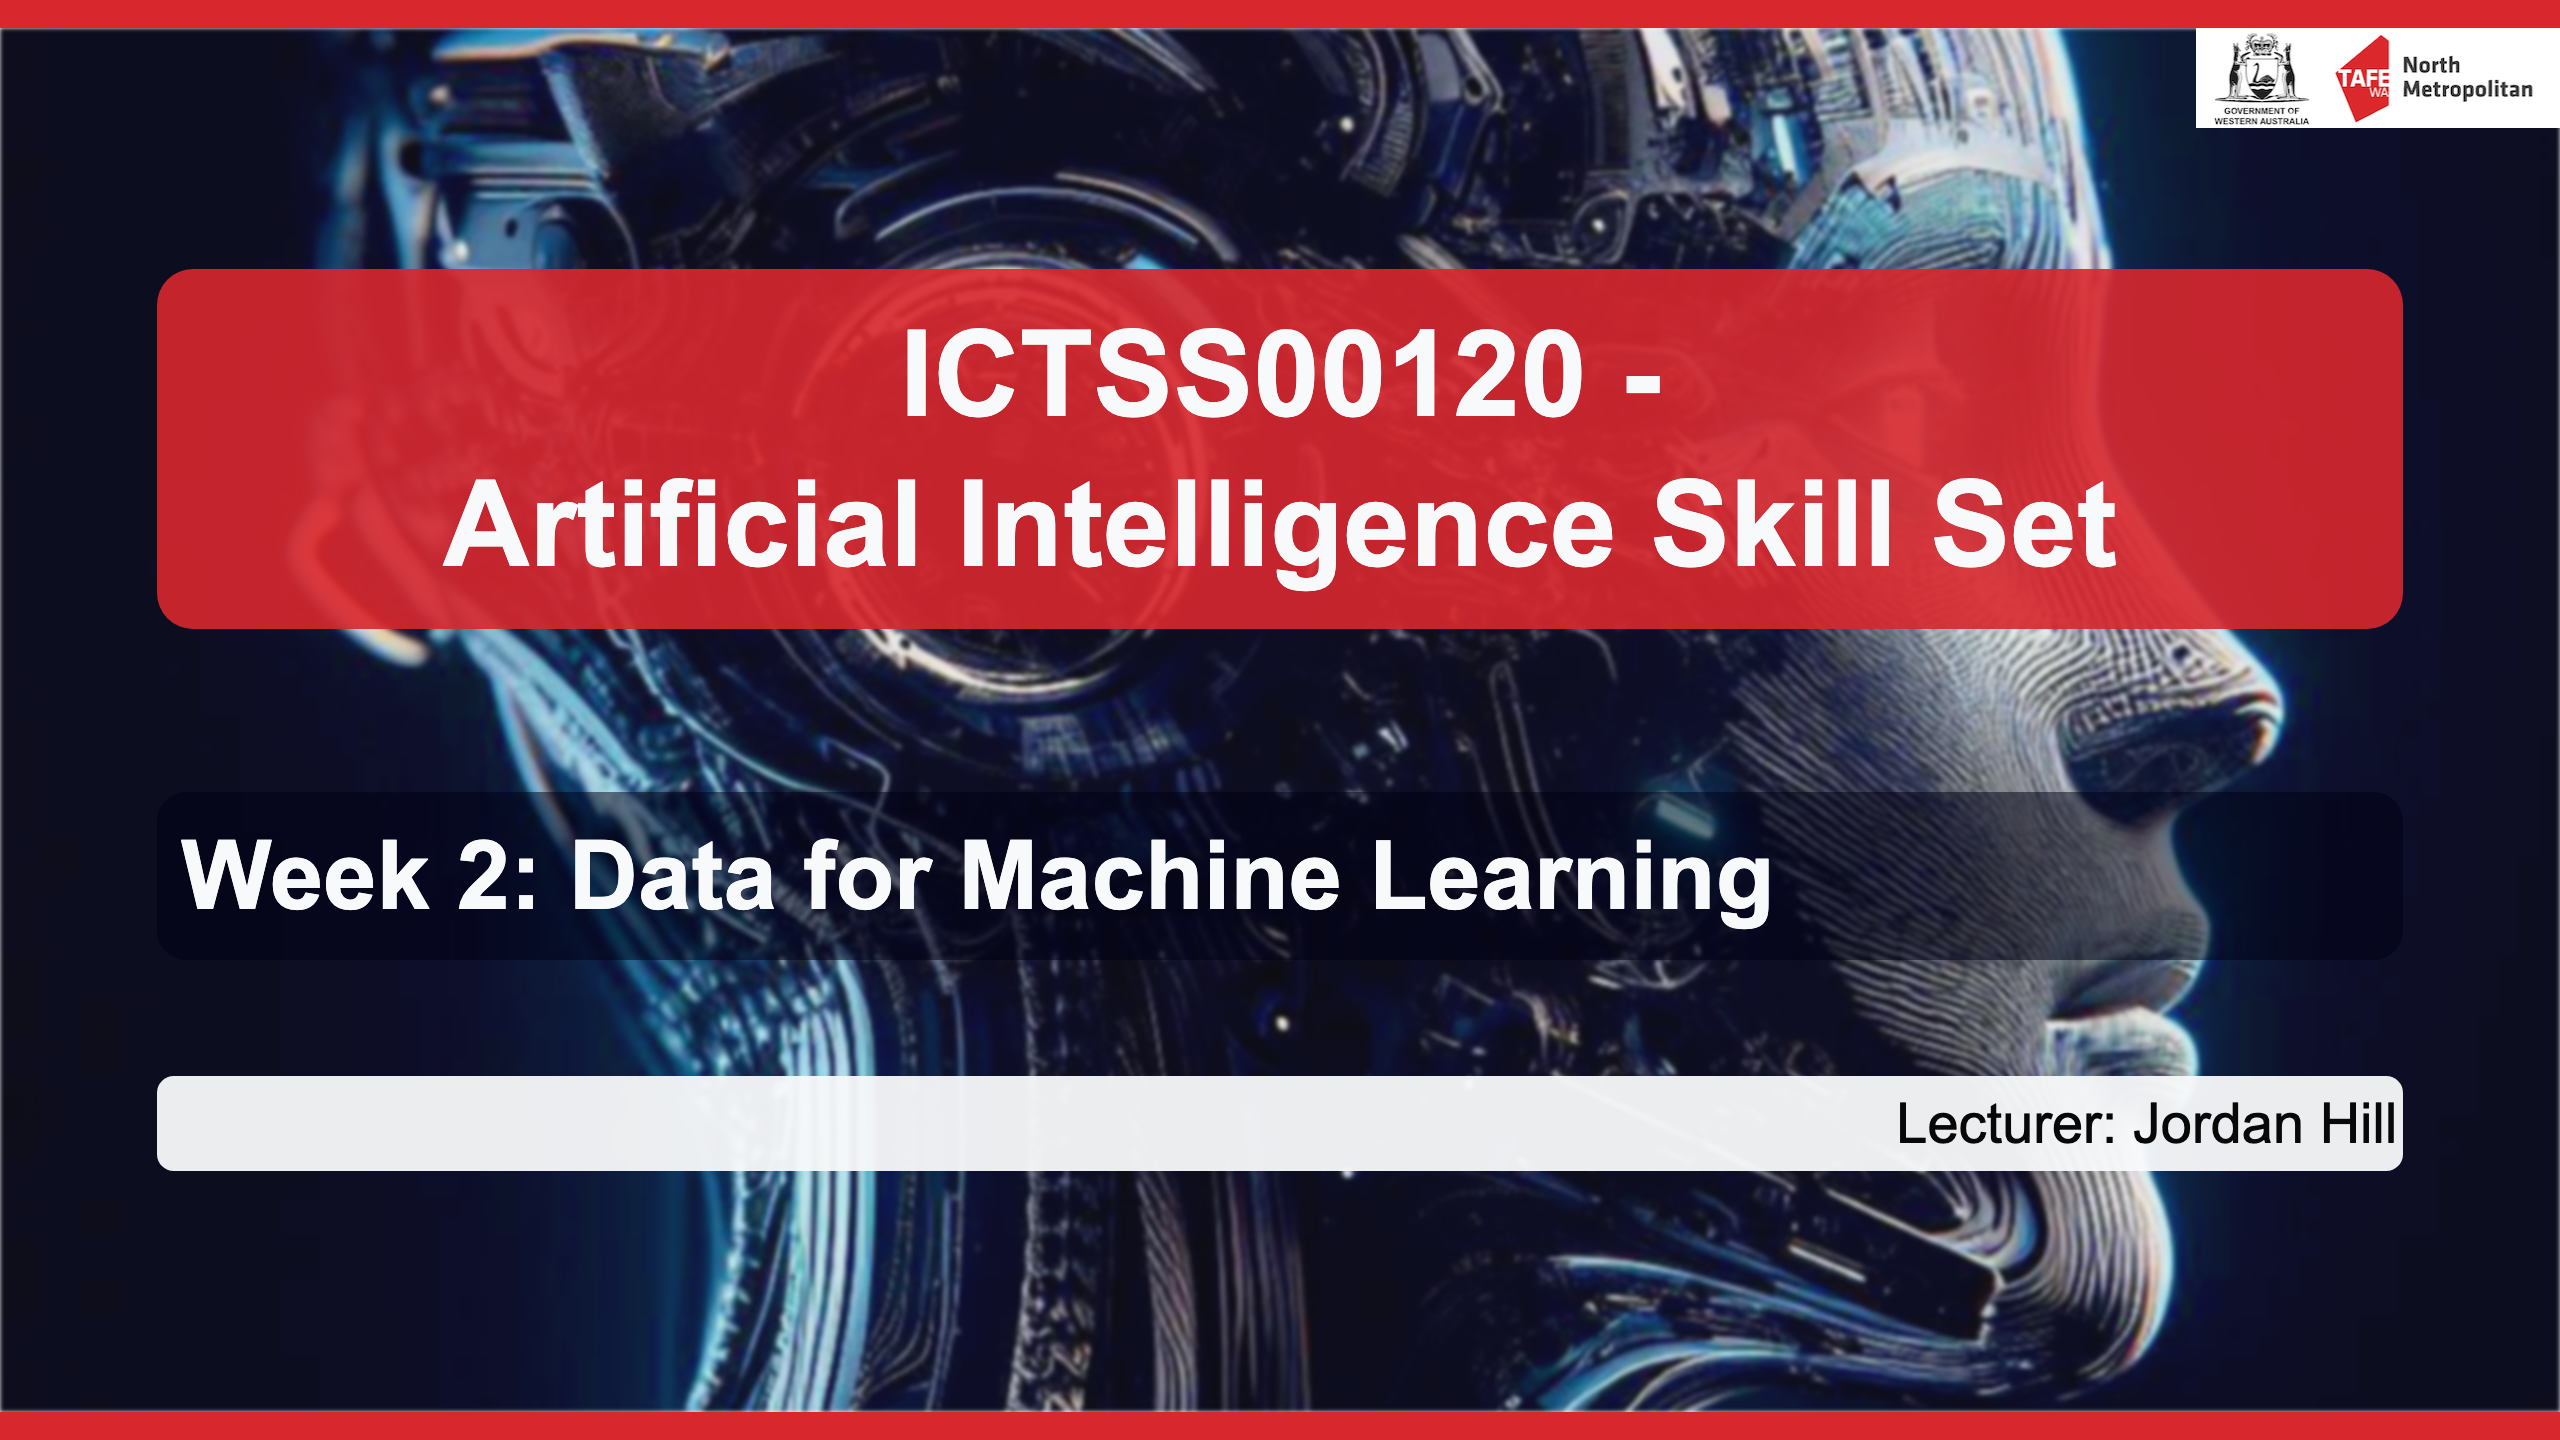 GOVERNMENT OF
WESTERN AUSTRALIA
TAFE
WA
North
Metropolitan
ICTSS00120 -
Artificial Intelligence Skill Set
Week 2: Data for Machine Learning
Lecturer: Jordan Hill